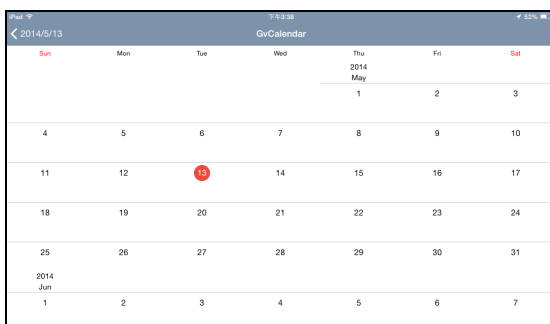 iPad 下午3:38 52%
2014/5/13 GvCalendar
Sun Mon Tue Wed Thu Fri Sat
2014
May
1 2 3
4 5 6 7 8 9 10
11 12 13 14 15 16 17
18 19 20 21 22 23 24
25 26 27 28 29 30 31
2014
Jun
1 2 3 4 5 6 7